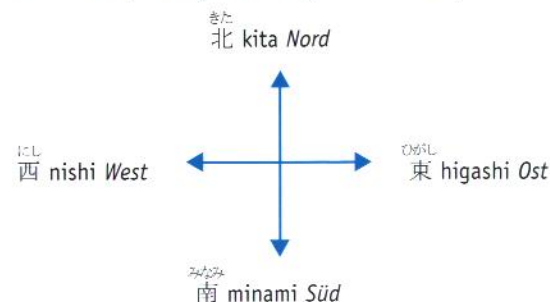 きた
北 kita Nord
にし
西 nishi West
ひがし
東 higashi Ost
みなみ
南 minami Süd